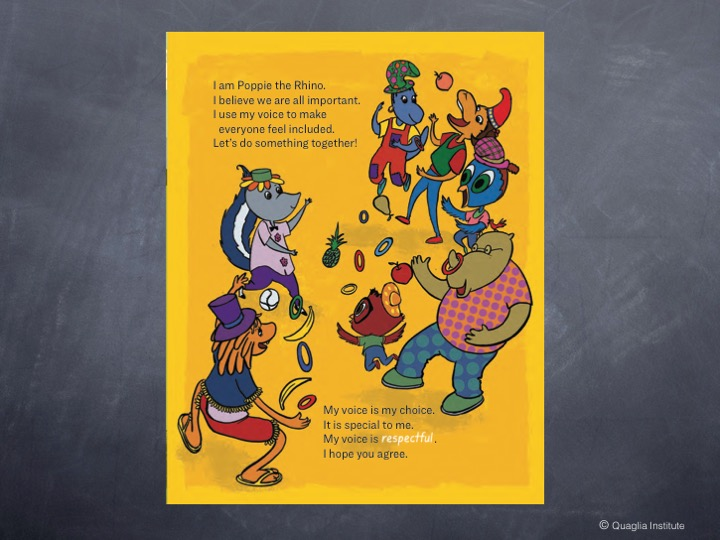 I am Poppie the Rhino.
I believe we are all important.
I use my voice to make
everyone feel included.
Let's do something together!
My voice is my choice.
It is special to me.
My voice is respectful.
I hope you agree.
© Quaglia Institute